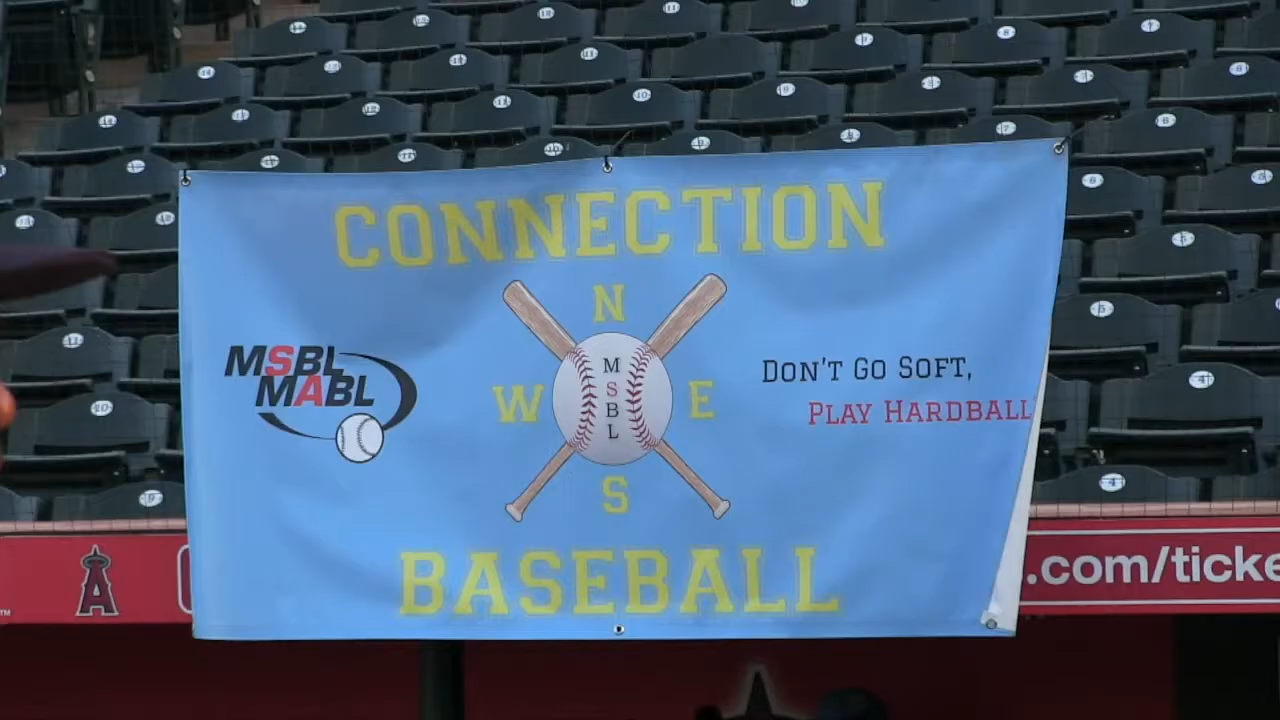 CONNECTION
N
MSBL
MABL
W
M
S
B
L
E
S
DON'T GO SOFT,
PLAY HARDBALL
BASEBALL
A
.com/ticke